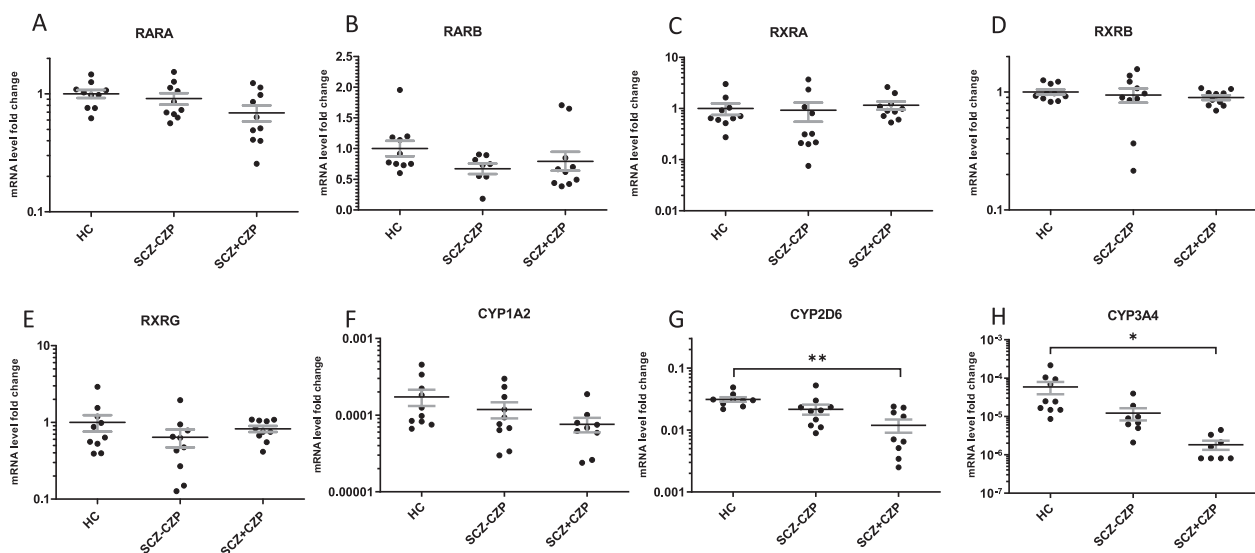 A
RARA
mRNA level fold change
1
0.1
HC
SCZ-CZP
SCZ+CZP
B
RARB
mRNA level fold change
2.5
2.0
1.5
1.0
0.5
0.0
HC
SCZ-CZP
SCZ+CZP
C
RXRA
mRNA level fold change
10
1
0.1
0.01
HC
SCZ-CZP
SCZ+CZP
D
RXRB
mRNA level fold change
1
0.1
HC
SCZ-CZP
SCZ+CZP
E
RXRG
mRNA level fold change
10
1
0.1
HC
SCZ-CZP
SCZ+CZP
F
CYP1A2
mRNA level fold change
0.001
0.0001
0.00001
HC
SCZ-CZP
SCZ+CZP
G
CYP2D6
mRNA level fold change
0.1
0.01
0.001
**
HC
SCZ-CZP
SCZ+CZP
H
CYP3A4
mRNA level fold change
10-3
10-4
10-5
10-6
10-7
*
HC
SCZ-CZP
SCZ+CZP